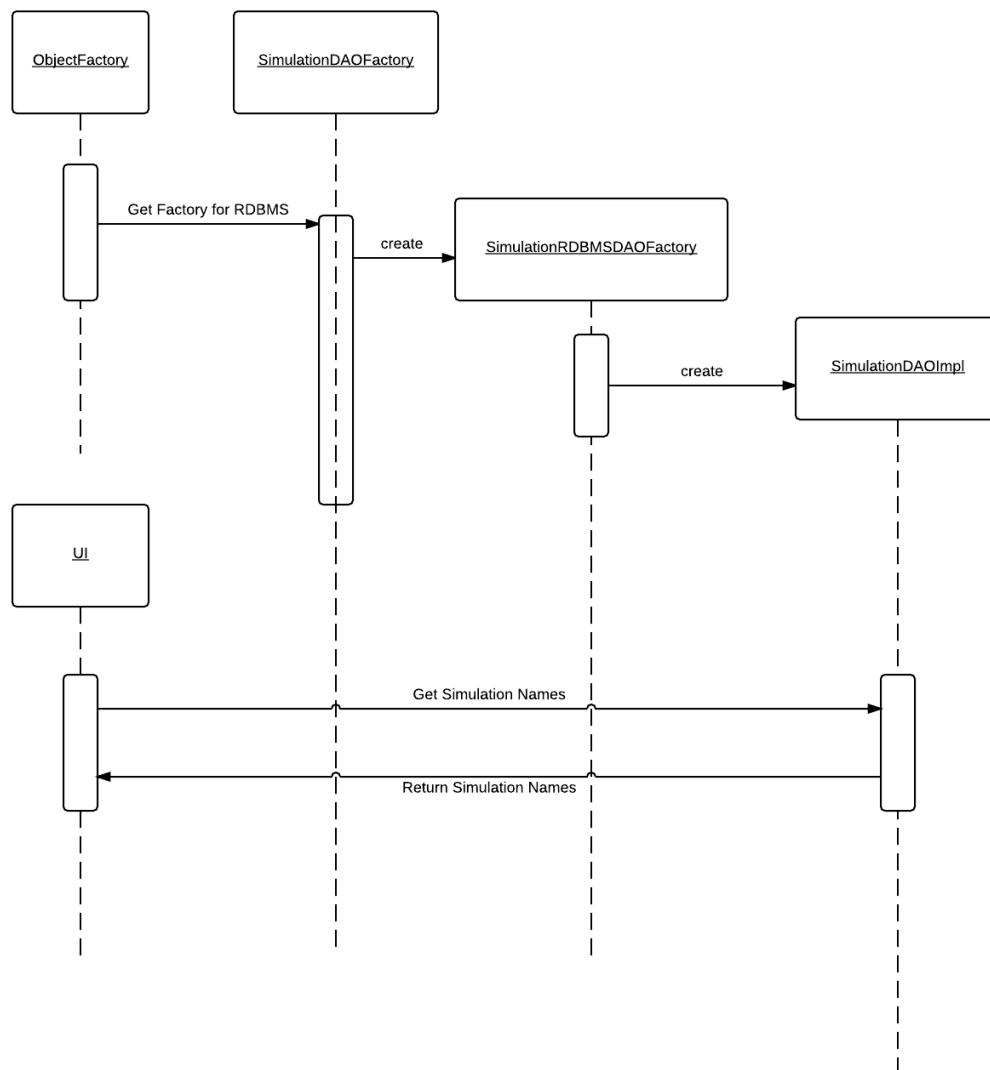 ObjectFactory
SimulationDAOFactory
Get Factory for RDBMS
create
SimulationRDBMSDAOFactory
create
SimulationDAOImpl
UI
Get Simulation Names
Return Simulation Names